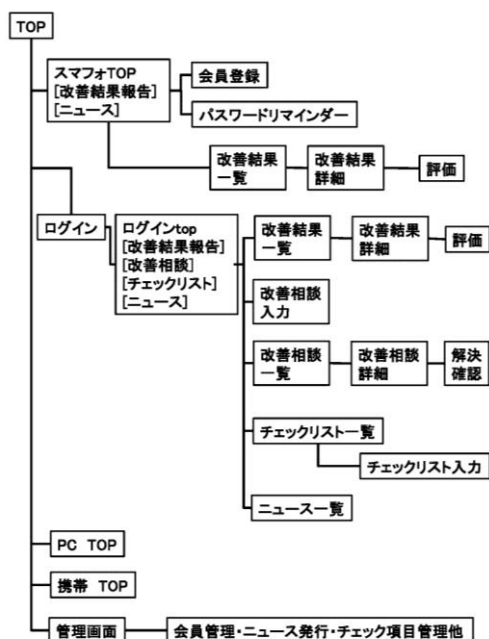 TOP
スマフォTOP
[改善結果報告]
[ニュース]
会員登録
パスワードリマインダー
改善結果
一覧
改善結果
詳細
評価
ログイン
ログインtop
[改善結果報告]
[改善相談]
[チェックリスト]
[ニュース]
改善結果
一覧
改善結果
詳細
評価
改善相談
入力
改善相談
一覧
改善相談
詳細
解決
確認
チェックリスト一覧
チェックリスト入力
ニュース一覧
PC TOP
携帯 TOP
管理画面
会員管理・ニュース発行・チェック項目管理他